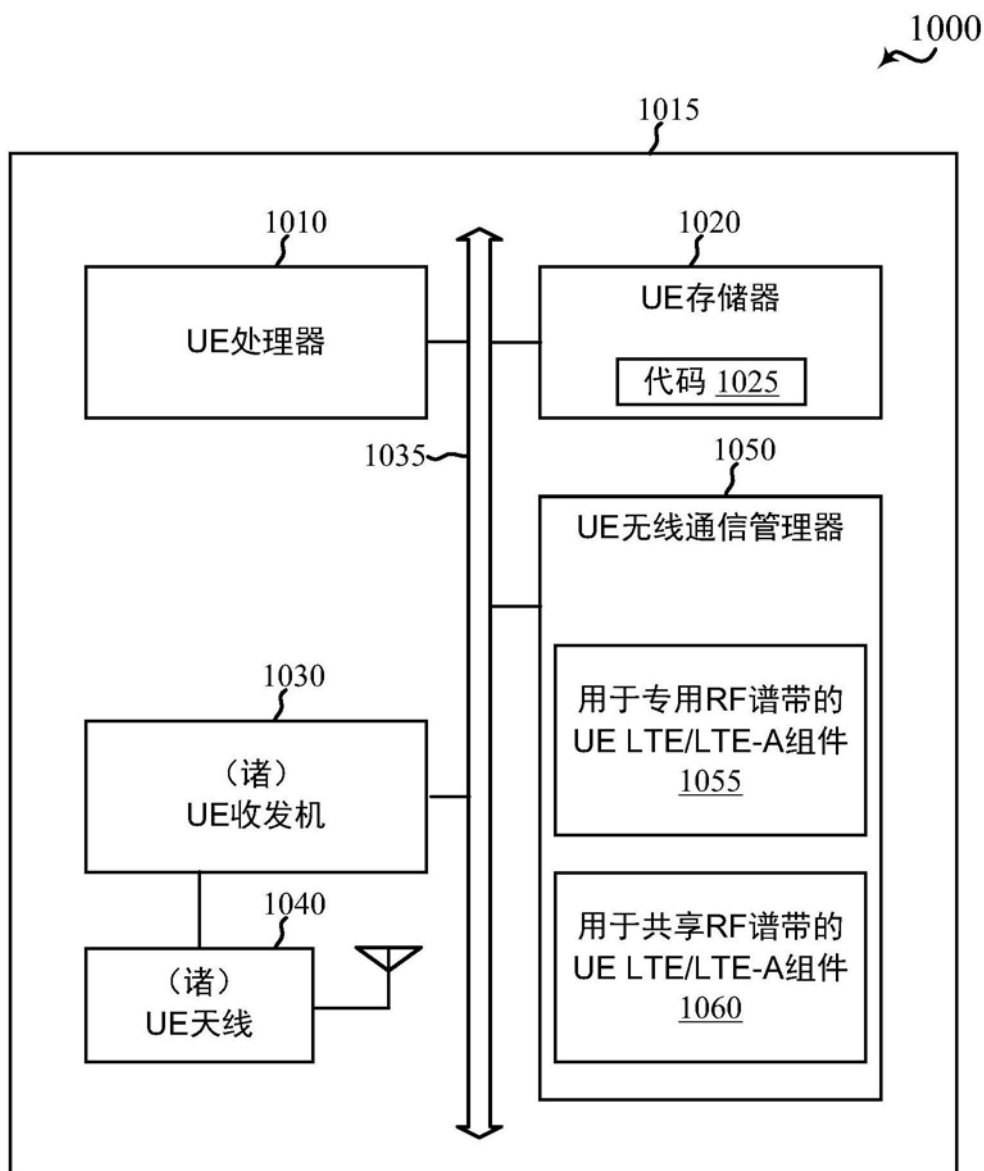 1000
1015
1010
UE处理器
1020
UE存储器
代码 1025
1035
1050
UE无线通信管理器
用于专用RF谱带的
UE LTE/LTE-A组件
1055
1030
（诸）
UE收发机
1040
（诸）
UE天线
用于共享RF谱带的
UE LTE/LTE-A组件
1060